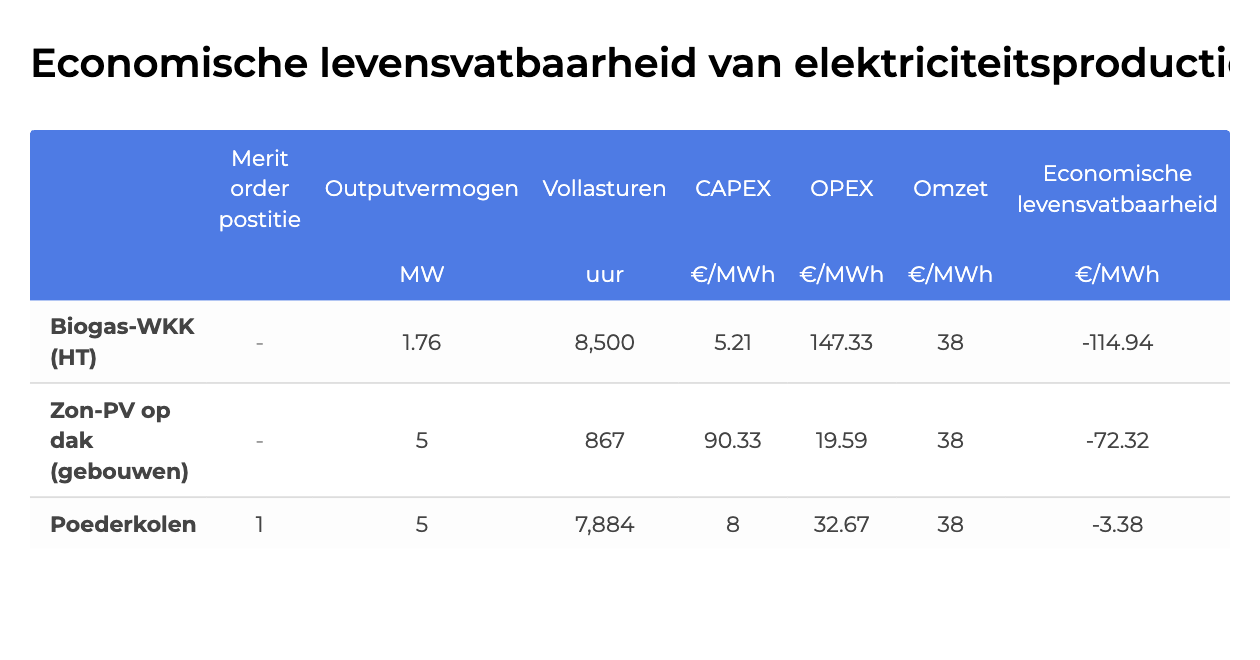 Economische levensvatbaarheid van elektriciteitsproducti
Merit order postitie Outputvermogen Vollasturen CAPEX OPEX Omzet Economische levensvatbaarheid
MW uur €/MWh €/MWh €/MWh €/MWh
Biogas-WKK (HT) - 1.76 8,500 5.21 147.33 38 -114.94
Zon-PV op dak (gebouwen) - 5 867 90.33 19.59 38 -72.32
Poederkolen 1 5 7,884 8 32.67 38 -3.38